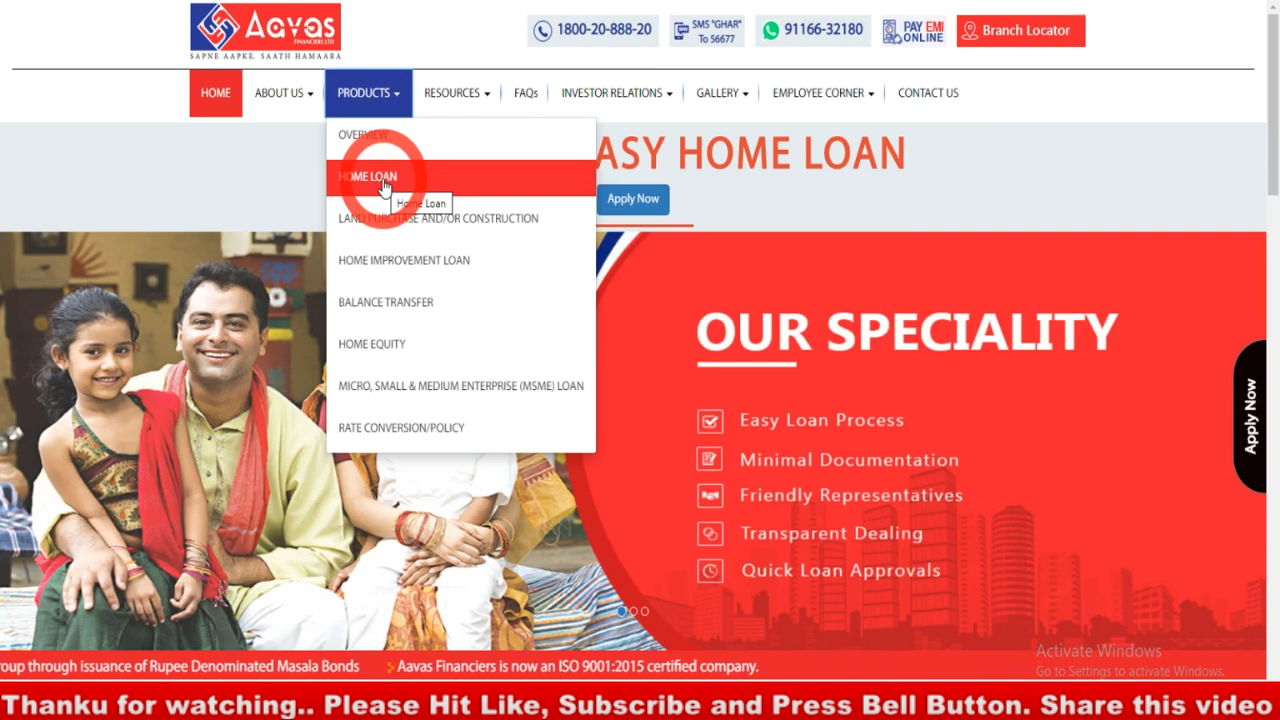 Aavas
FINANCIERS LTD
SAPNE AAPKE, SAATH HAMAARA
1800-20-888-20
SMS "GHAR"
To 56677
91166-32180
PAY EMI
ONLINE
Branch Locator
HOME
ABOUT US
PRODUCTS
RESOURCES
FAQs
INVESTOR RELATIONS
GALLERY
EMPLOYEE CORNER
CONTACT US
OVERVIEW
HOME LOAN
Home Loan
LAND PURCHASE AND/OR CONSTRUCTION
HOME IMPROVEMENT LOAN
BALANCE TRANSFER
HOME EQUITY
MICRO, SMALL & MEDIUM ENTERPRISE (MSME) LOAN
RATE CONVERSION/POLICY
ASY HOME LOAN
Apply Now
OUR SPECIALITY
Easy Loan Process
Minimal Documentation
Friendly Representatives
Transparent Dealing
Quick Loan Approvals
Apply Now
Activate Windows
Go to Settings to activate Windows.
roup through issuance of Rupee Denominated Masala Bonds
Aavas Financiers is now an ISO 9001:2015 certified company.
Thanku for watching.. Please Hit Like, Subscribe and Press Bell Button. Share this video